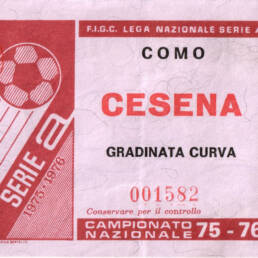 F.I.G.C. LEGA NAZIONALE SERIE A
COMO
CESENA
GRADINATA CURVA
SERIE a
1975-1976
001582
Conservare per il controllo
CAMPIONATO
NAZIONALE 75-76